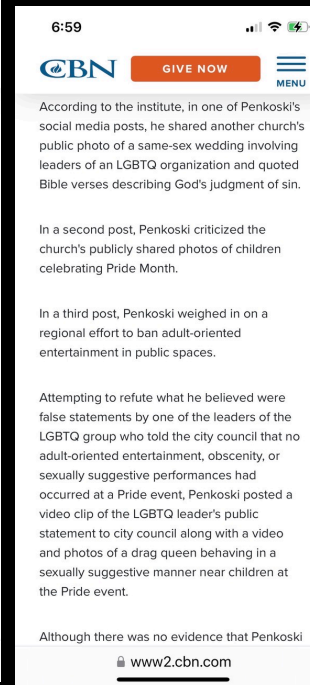 6:59
CBN
GIVE NOW
MENU
According to the institute, in one of Penkoski's
social media posts, he shared another church's
public photo of a same-sex wedding involving
leaders of an LGBTQ organization and quoted
Bible verses describing God's judgment of sin.
In a second post, Penkoski criticized the
church's publicly shared photos of children
celebrating Pride Month.
In a third post, Penkoski weighed in on a
regional effort to ban adult-oriented
entertainment in public spaces.
Attempting to refute what he believed were
false statements by one of the leaders of the
LGBTQ group who told the city council that no
adult-oriented entertainment, obscenity, or
sexually suggestive performances had
occurred at a Pride event, Penkoski posted a
video clip of the LGBTQ leader's public
statement to city council along with a video
and photos of a drag queen behaving in a
sexually suggestive manner near children at
the Pride event.
Although there was no evidence that Penkoski
www2.cbn.com